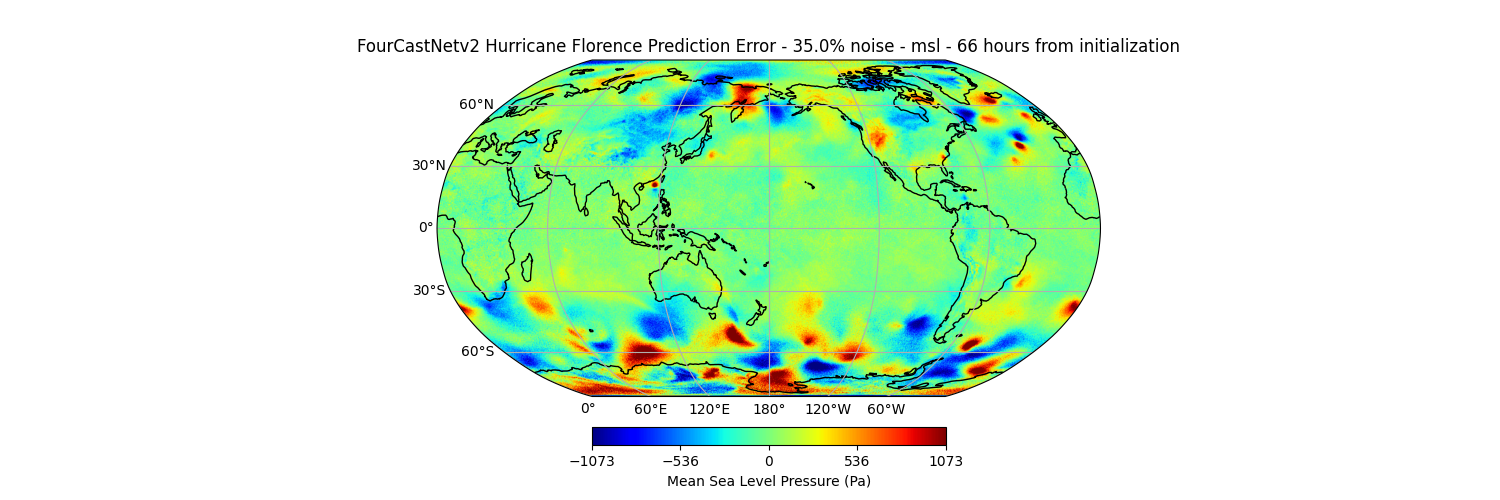 FourCastNetv2 Hurricane Florence Prediction Error - 35.0% noise - msl - 66 hours from initialization
60°N
30°N
0°
30°S
60°S
0° 60°E 120°E 180° 120°W 60°W
−1073 −536 0 536 1073
Mean Sea Level Pressure (Pa)